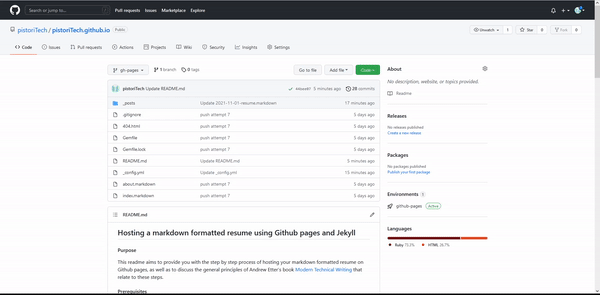 Search or jump to... / Pull requests Issues Marketplace Explore
pistoriTech / pistoriTech.github.io Public Unwatch 1 Star 0 Fork 0
Code Issues Pull requests Actions Projects Wiki Security Insights Settings
gh-pages 1 branch 0 tags Go to file Add file Code About
No description, website, or topics provided.
pistoriTech Update README.md 5 minutes ago 28 commits
Readme
_posts Update 2021-11-01-resume.markdown 17 minutes ago
.gitignore push attempt 7 5 days ago
404.html push attempt 7 5 days ago
Gemfile push attempt 7 5 days ago
Gemfile.lock push attempt 7 5 days ago
README.md Update README.md 5 minutes ago
_config.yml Update _config.yml 15 minutes ago
about.markdown push attempt 7 5 days ago
index.markdown push attempt 7 5 days ago
Releases
No releases published
Create a new release
Packages
No packages published
Publish your first package
Environments 1
github-pages Active
Languages
Ruby 73.3% HTML 26.7%
README.md
Hosting a markdown formatted resume using Github pages and Jekyll
Purpose
This readme aims to provide you with the step by step process of hosting your markdown formatted resume on
Github pages, as well as to discuss the general principles of Andrew Etter's book Modern Technical Writing that
relate to these steps.
Prerequisites